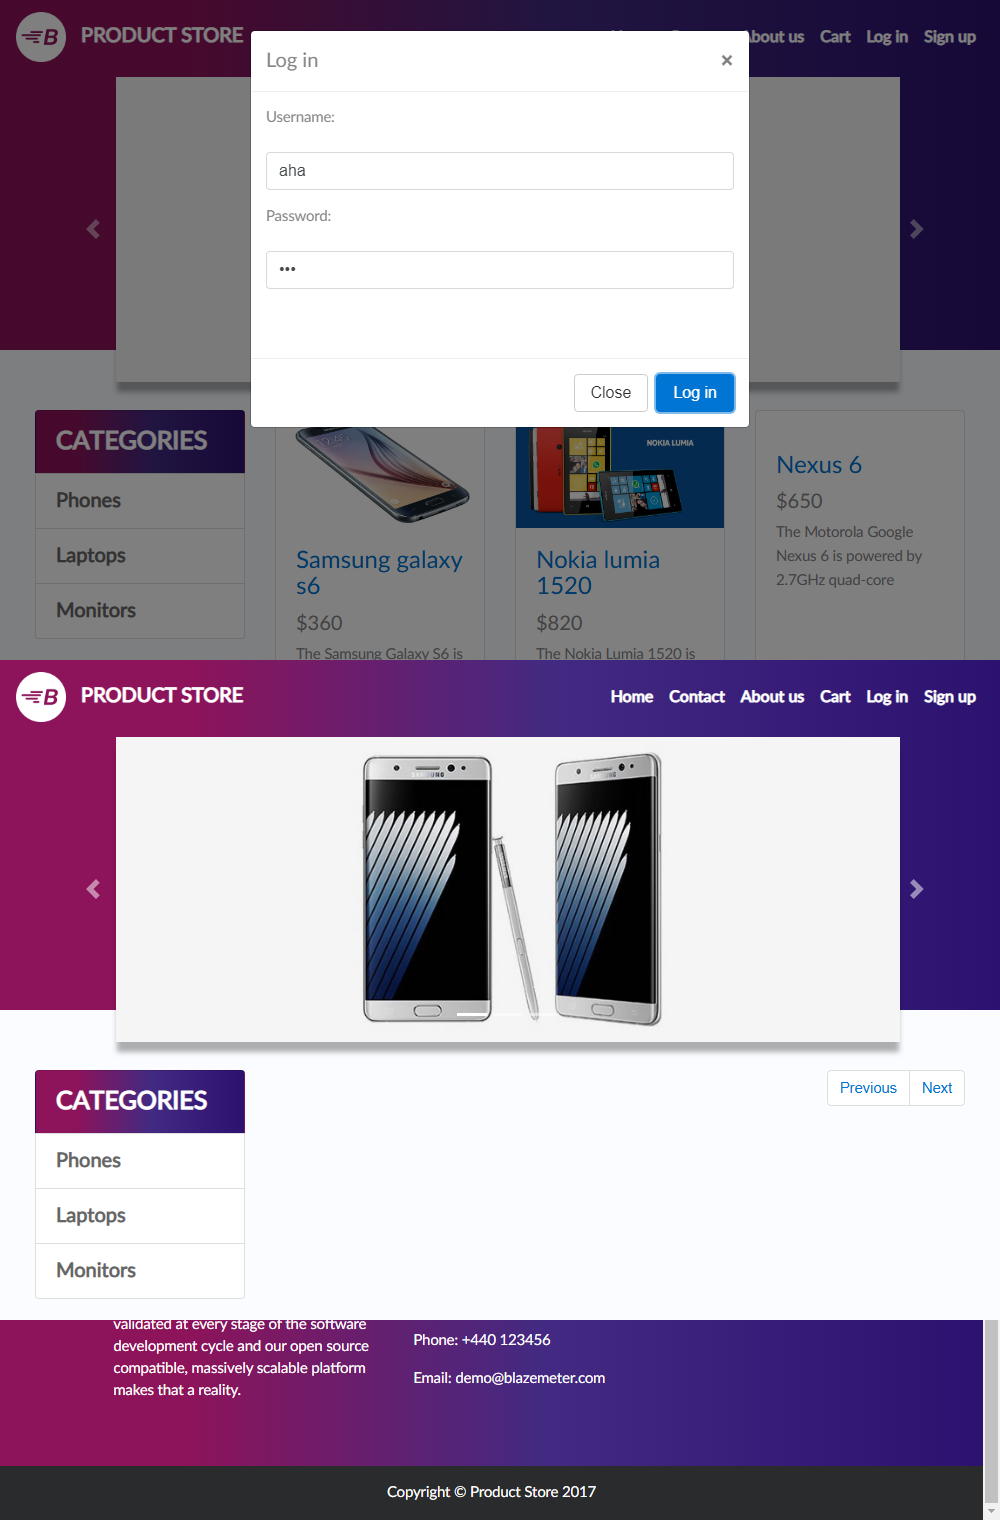 B PRODUCT STORE
About us Cart Log in Sign up
Log in
×
Username:
aha
Password:
•••
Close Log in
CATEGORIES
Phones
Laptops
Monitors
Samsung galaxy
s6
$360
The Samsung Galaxy S6 is
NOKIA LUMIA
Nokia lumia
1520
$820
The Nokia Lumia 1520 is
Nexus 6
$650
The Motorola Google
Nexus 6 is powered by
2.7GHz quad-core
B PRODUCT STORE
Home Contact About us Cart Log in Sign up
SAMSUNG
SAMSUNG
CATEGORIES
Phones
Laptops
Monitors
Previous Next
validated at every stage of the software
development cycle and our open source
compatible, massively scalable platform
makes that a reality.
Phone: +440 123456
Email: demo@blazemeter.com
Copyright © Product Store 2017